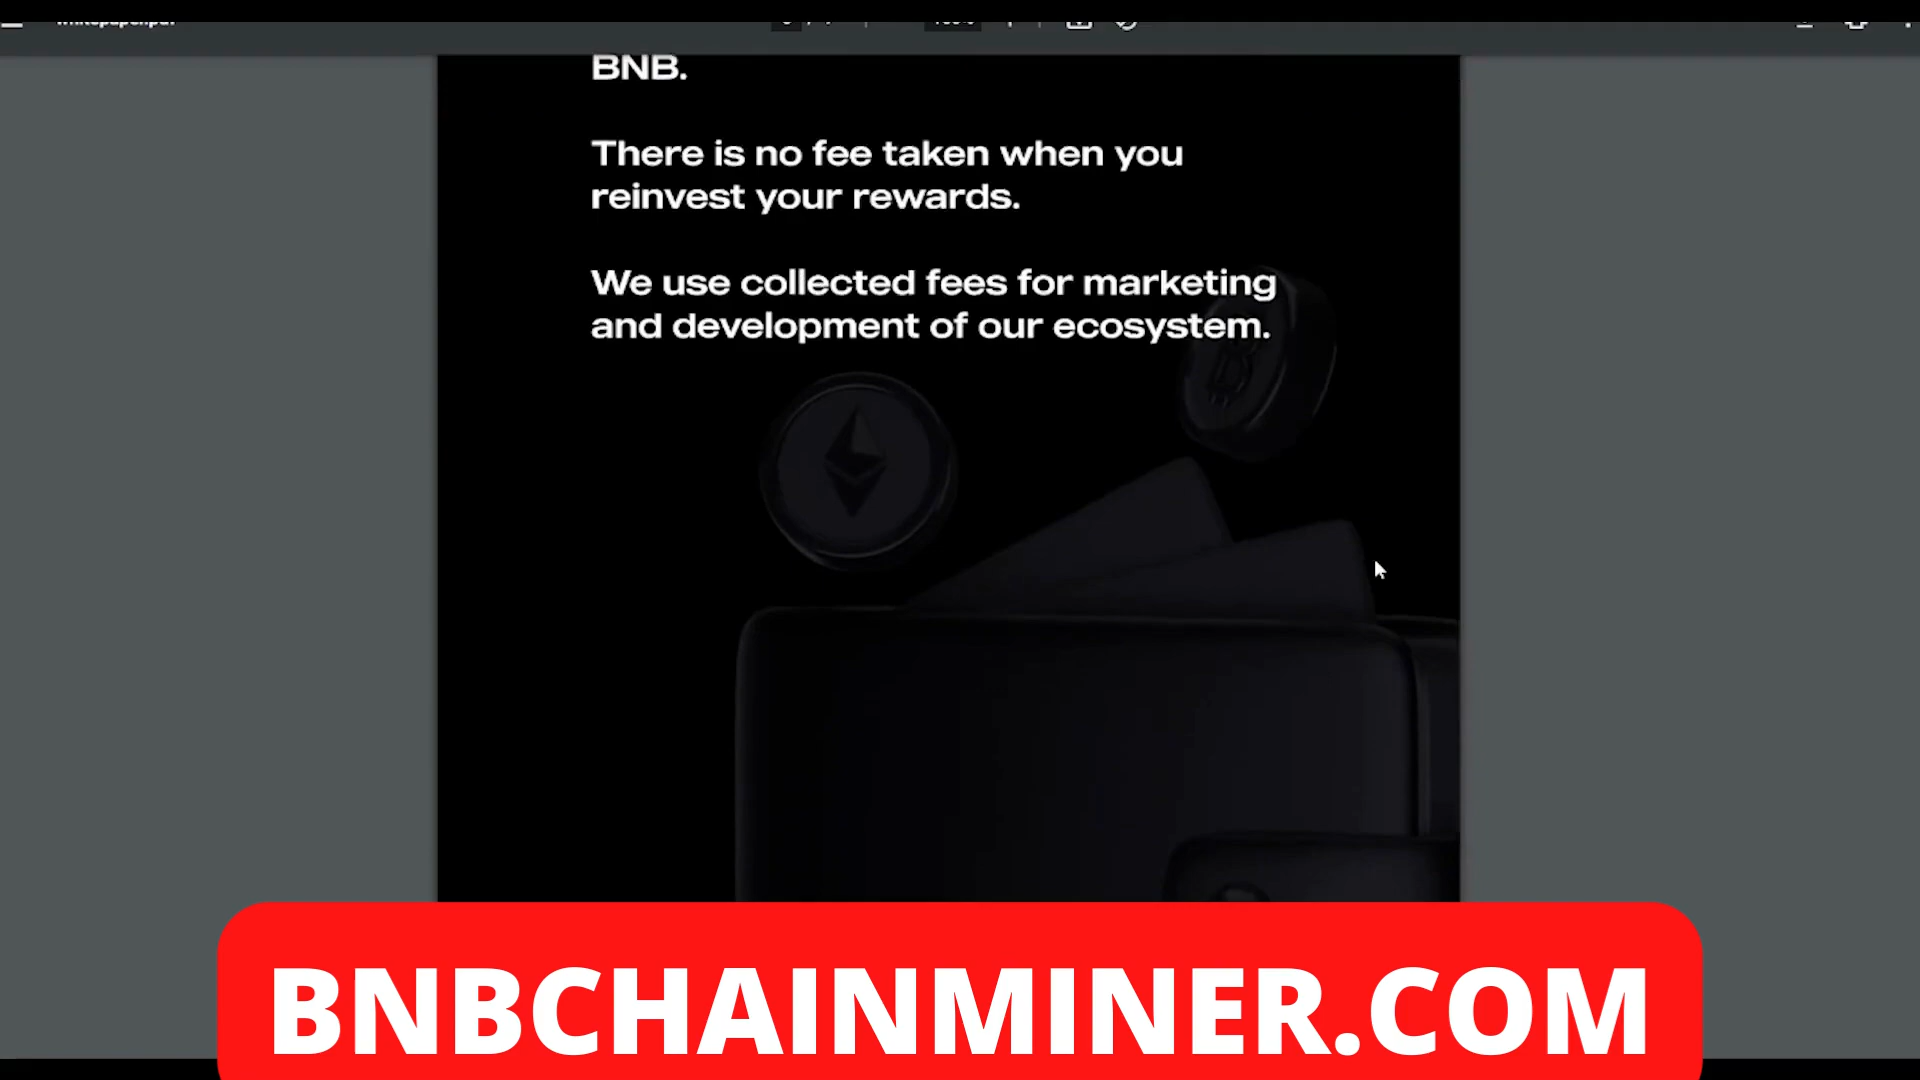 BNB.
There is no fee taken when you
reinvest your rewards.
We use collected fees for marketing
and development of our ecosystem.
BNBCHAINMINER.COM